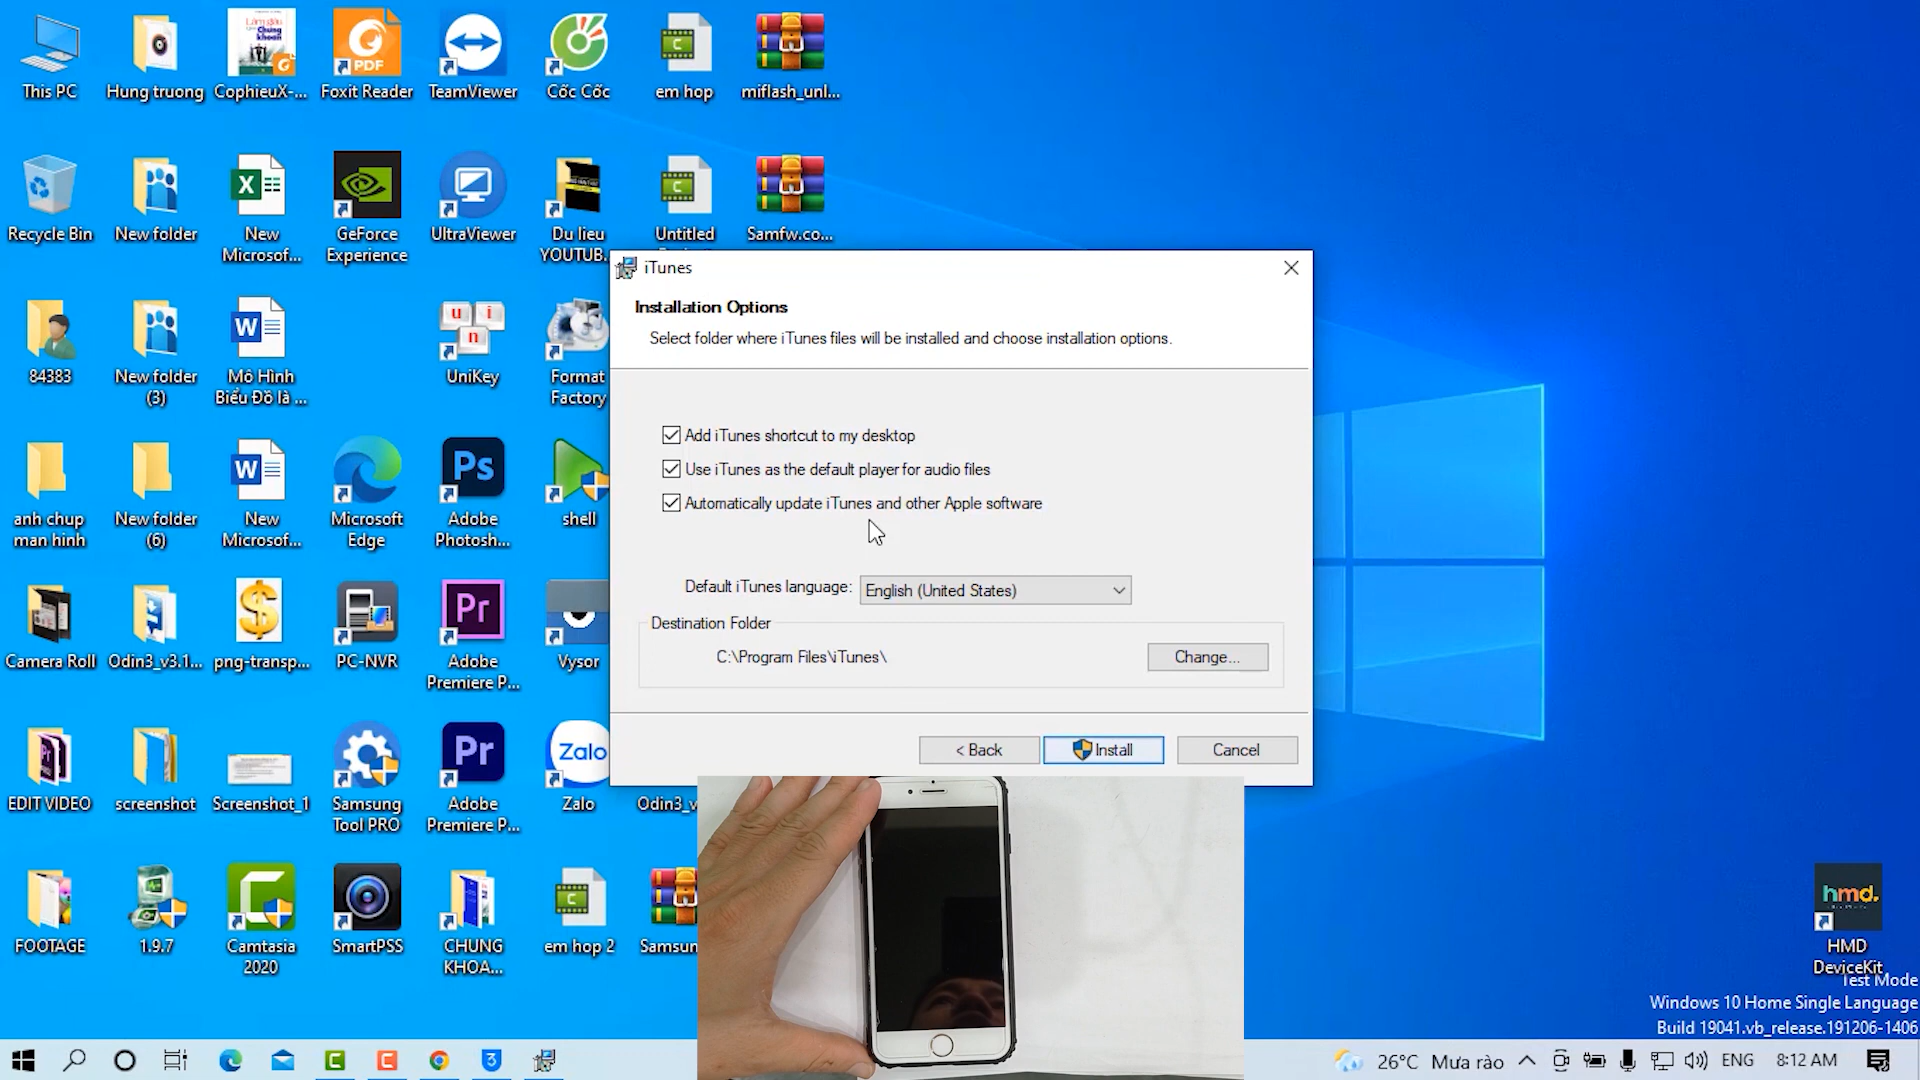 This PC
Hung truong
CophieuX-...
Foxit Reader
TeamViewer
Cốc Cốc
em hop
miflash_unl...
Recycle Bin
New folder
New
Microsof...
GeForce
Experience
UltraViewer
Du lieu
YOUTUB...
Untitled
Samfw.co...
84383
New folder
(3)
Mô Hình
Biểu Đồ là ...
UniKey
Format
Factory
anh chup
man hinh
New folder
(6)
New
Microsof...
Microsoft
Edge
Adobe
Photosh...
shell
Camera Roll
Odin3_v3.1...
png-transp...
PC-NVR
Adobe
Premiere P...
Vysor
EDIT VIDEO
screenshot
Screenshot_1
Samsung
Tool PRO
Adobe
Premiere P...
Zalo
Odin3_v
FOOTAGE
1.9.7
Camtasia
2020
SmartPSS
CHUNG
KHOA...
em hop 2
Samsun
iTunes
Installation Options
Select folder where iTunes files will be installed and choose installation options.
Add iTunes shortcut to my desktop
Use iTunes as the default player for audio files
Automatically update iTunes and other Apple software
Default iTunes language: English (United States)
Destination Folder
C:\Program Files\iTunes\
Change...
< Back
Install
Cancel
hmd.
HMD
DeviceKit
Test Mode
Windows 10 Home Single Language
Build 19041.vb_release.191206-1406
26°C Mưa rào
ENG
8:12 AM